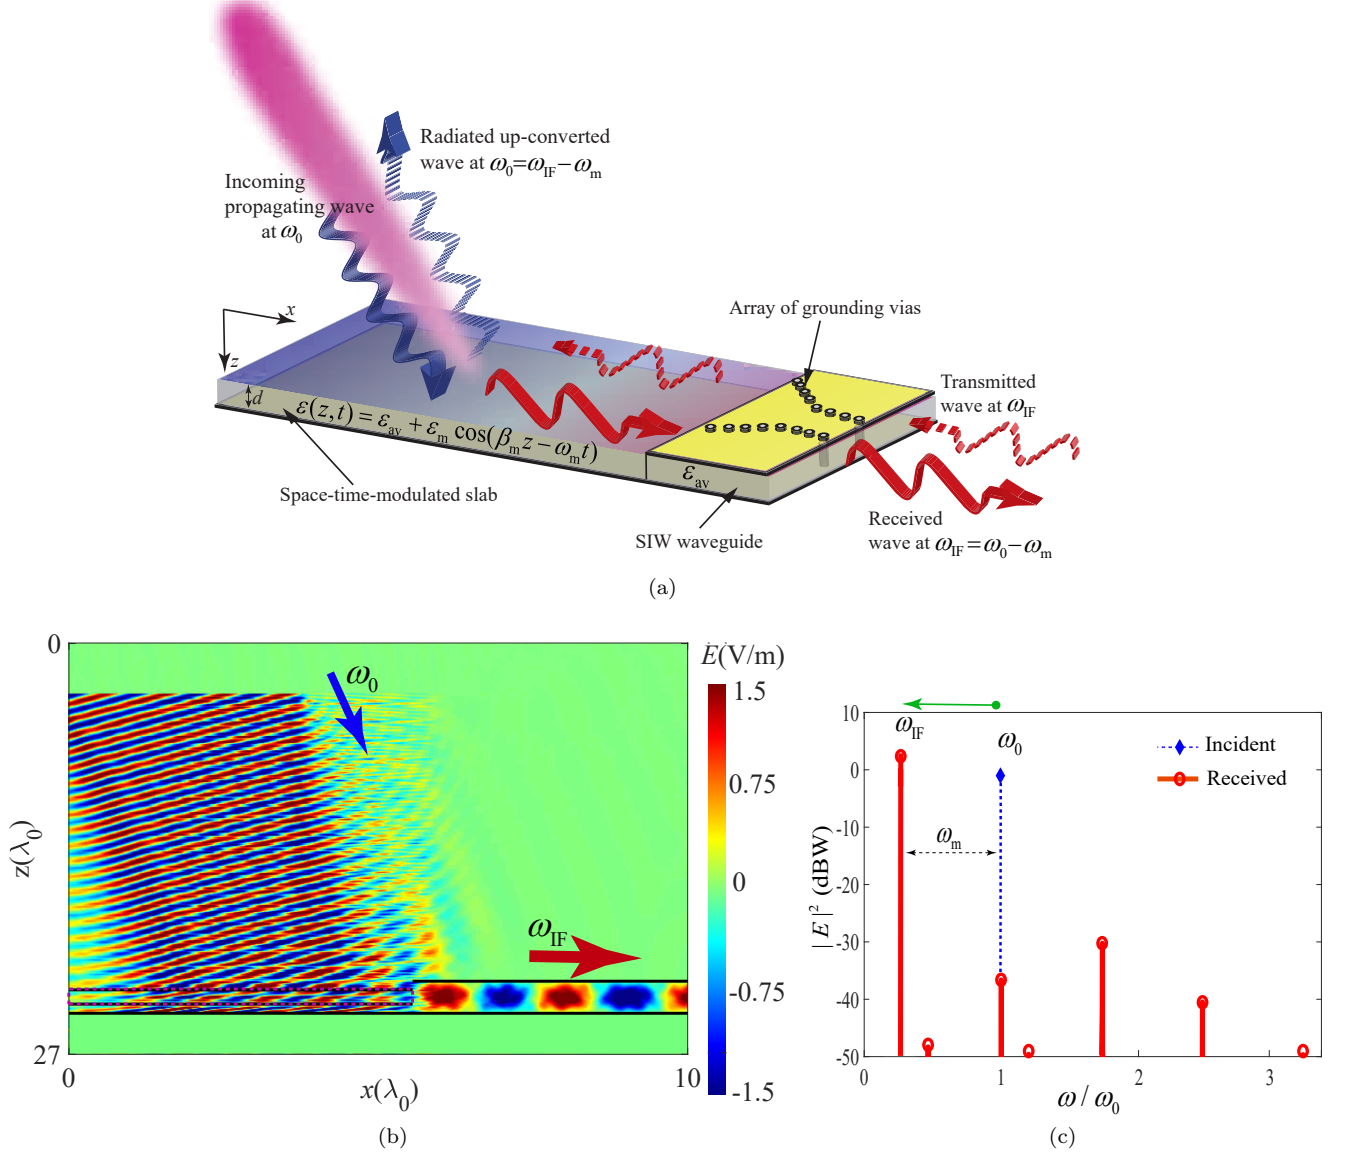 Radiated up-converted
wave at ω0=ωIF−ωm
Incoming
propagating wave
at ω0
x
z
d
ε(z,t) = εav + εm cos(βm z − ωm t)
Array of grounding vias
Transmitted
wave at ωIF
εav
Space-time-modulated slab
SIW waveguide
Received
wave at ωIF=ω0−ωm
(a)
0
z(λ0)
27
ω0
ωIF
0
x(λ0)
10
E(V/m)
1.5
0.75
0
-0.75
-1.5
(b)
|E|² (dBW)
10
0
-10
-20
-30
-40
-50
ωIF
ω0
ωm
Incident
Received
0
1
2
3
ω/ω0
(c)